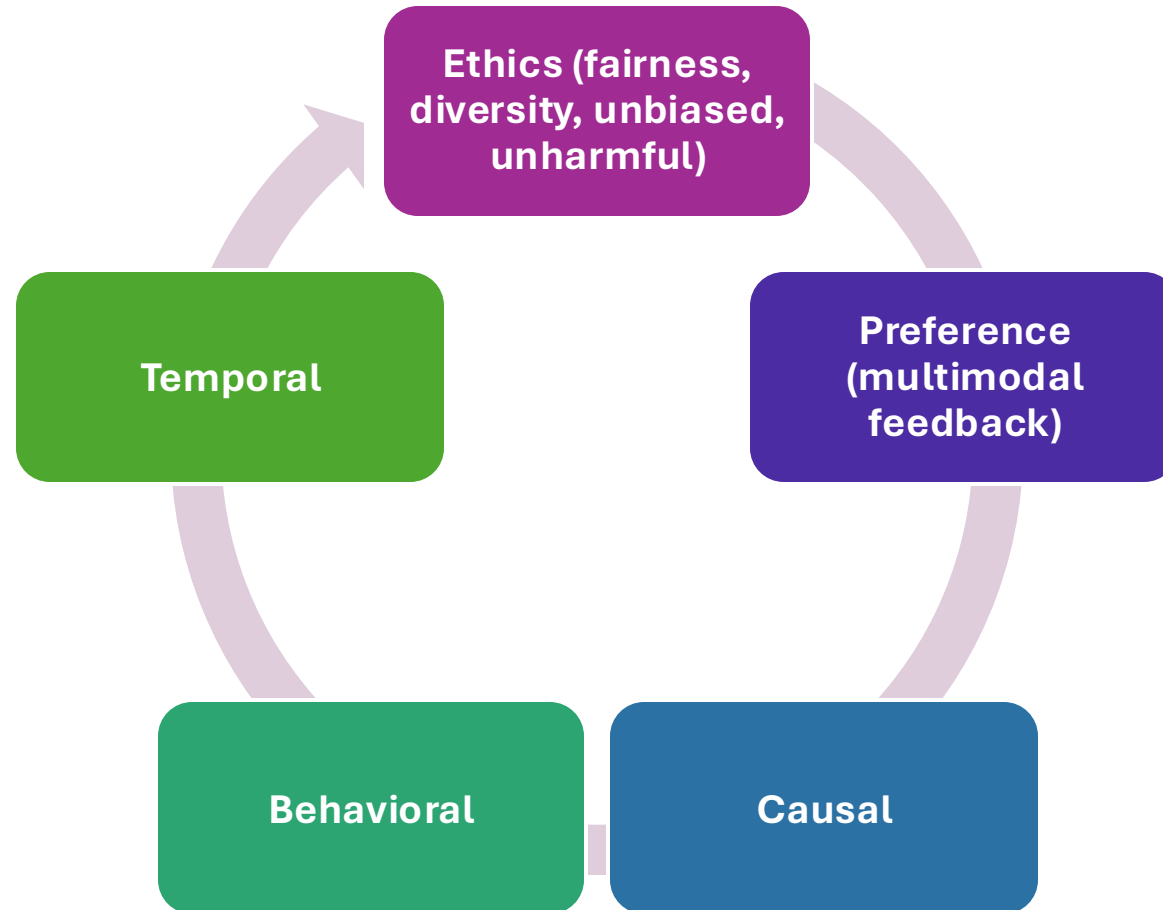 Ethics (fairness,
diversity, unbiased,
unharmful)
Preference
(multimodal
feedback)
Causal
Behavioral
Temporal